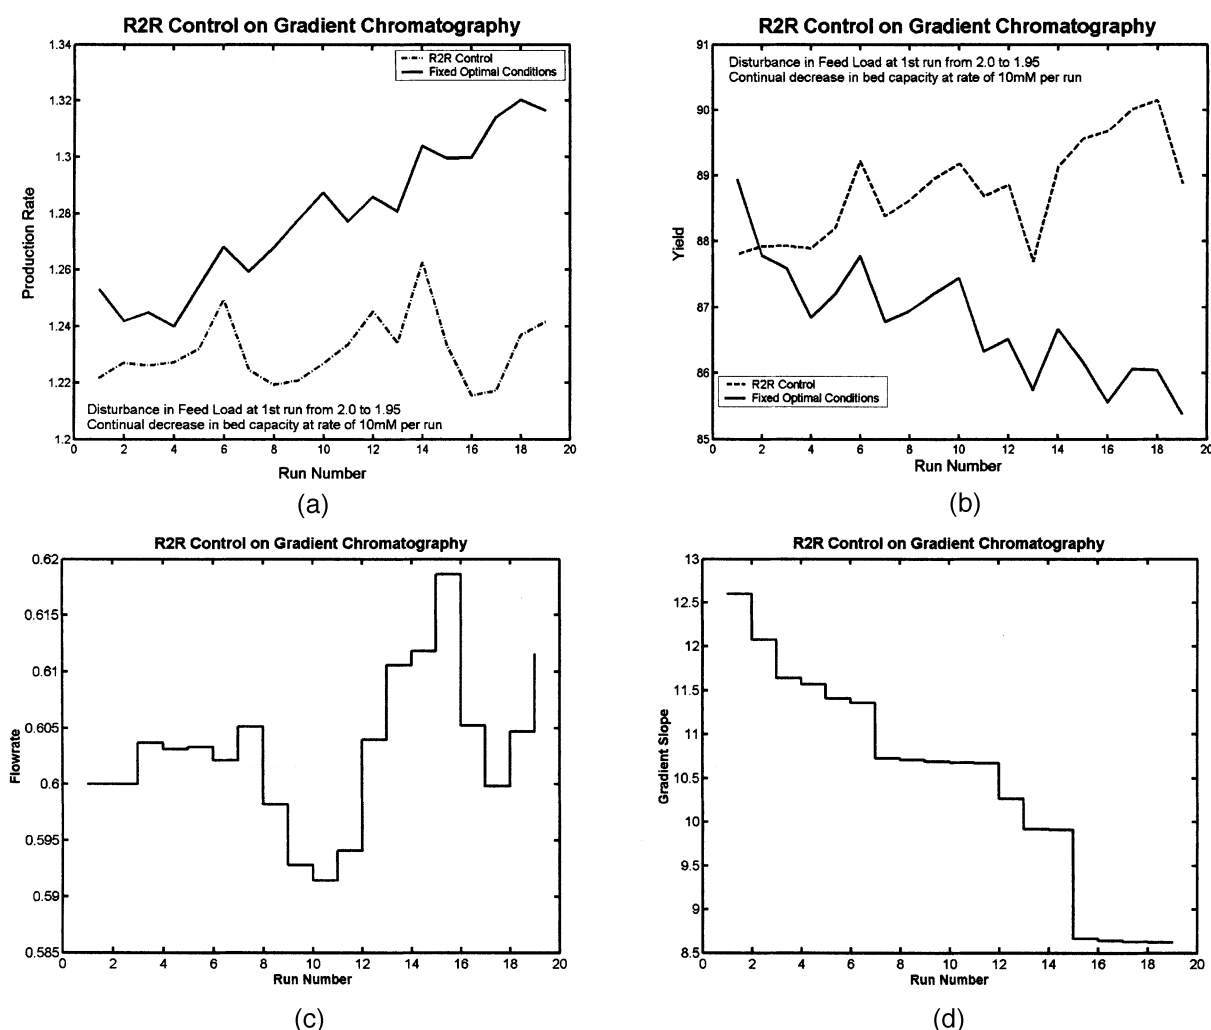 R2R Control on Gradient Chromatography
1.34
1.32
1.3
1.28
1.26
1.24
1.22
1.2
Production Rate
R2R Control
Fixed Optimal Conditions
Disturbance in Feed Load at 1st run from 2.0 to 1.95
Continual decrease in bed capacity at rate of 10mM per run
0 2 4 6 8 10 12 14 16 18 20
Run Number
(a)
R2R Control on Gradient Chromatography
91
90
89
88
87
86
85
Yield
Disturbance in Feed Load at 1st run from 2.0 to 1.95
Continual decrease in bed capacity at rate of 10mM per run
R2R Control
Fixed Optimal Conditions
0 2 4 6 8 10 12 14 16 18 20
Run Number
(b)
R2R Control on Gradient Chromatography
0.62
0.615
0.61
0.605
0.6
0.595
0.59
0.585
Flowrate
0 2 4 6 8 10 12 14 16 18 20
Run Number
(c)
R2R Control on Gradient Chromatography
13
12.5
12
11.5
11
10.5
10
9.5
9
8.5
Gradient Slope
0 2 4 6 8 10 12 14 16 18 20
Run Number
(d)